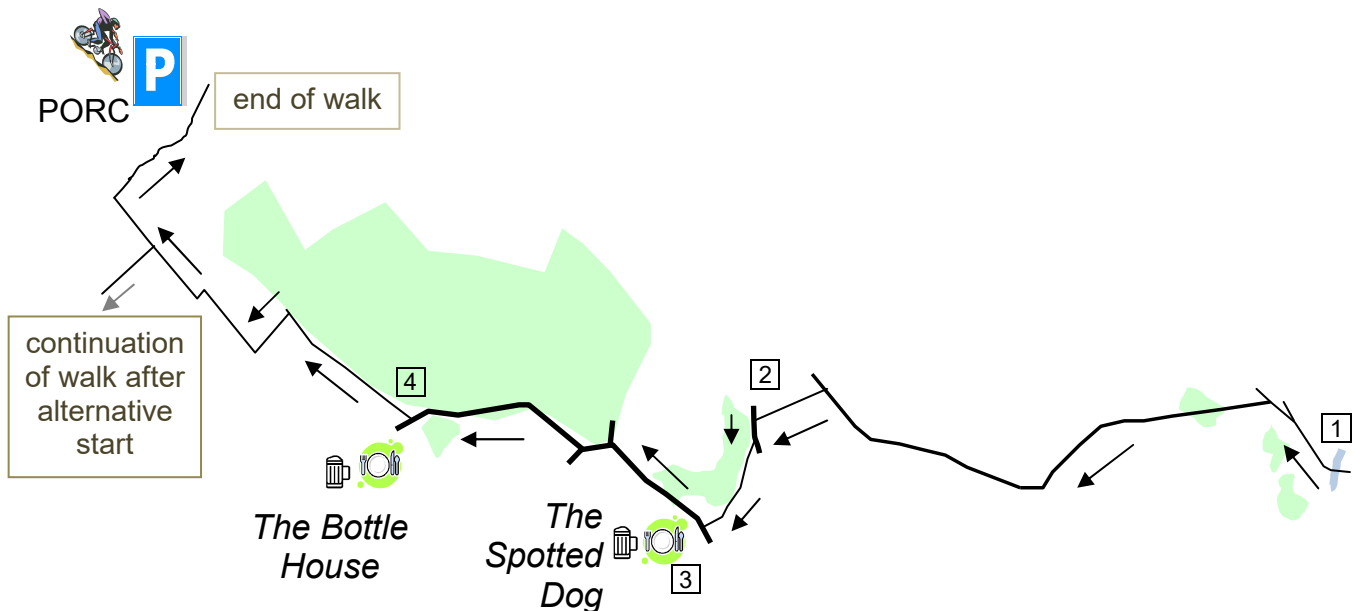 P
PORC
end of walk
continuation
of walk after
alternative
start
4
2
1
The Bottle
House
The
Spotted
Dog
3